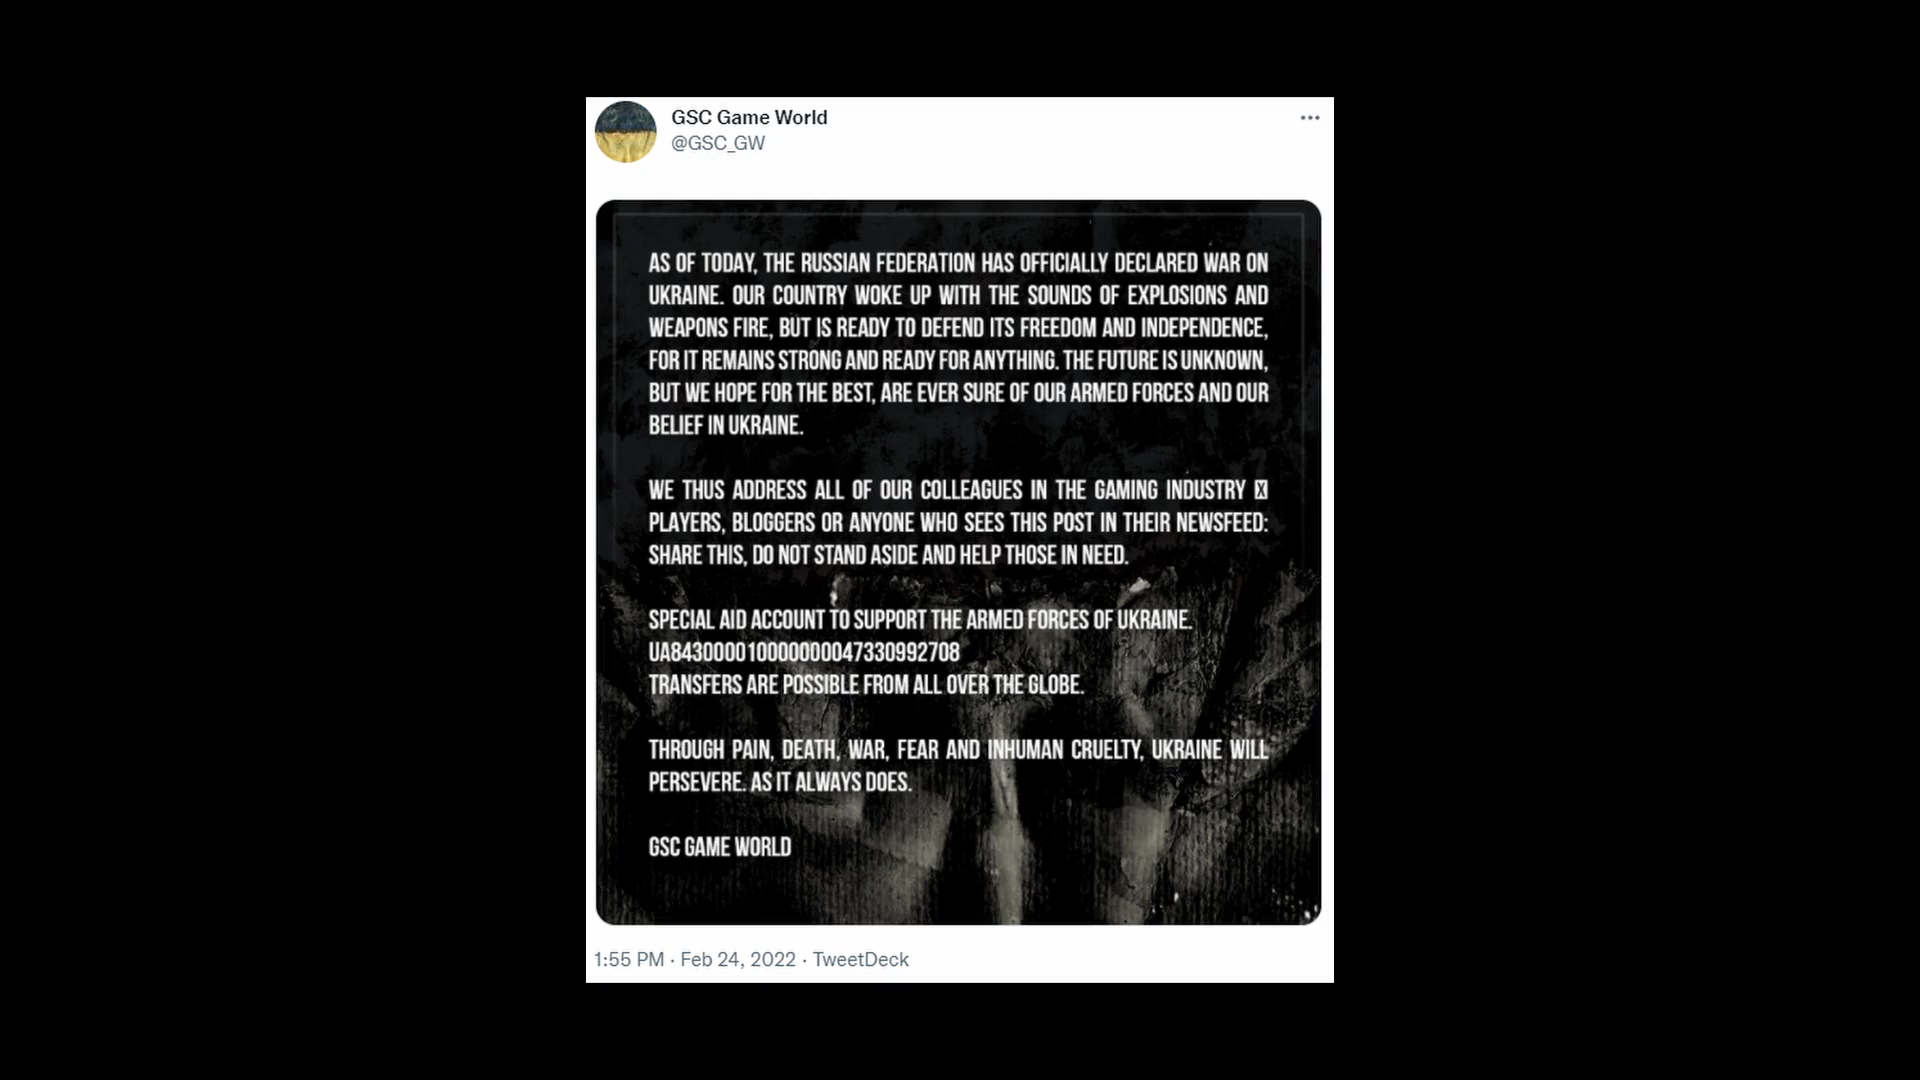 GSC Game World
@GSC_GW
AS OF TODAY, THE RUSSIAN FEDERATION HAS OFFICIALLY DECLARED WAR ON
UKRAINE. OUR COUNTRY WOKE UP WITH THE SOUNDS OF EXPLOSIONS AND
WEAPONS FIRE, BUT IS READY TO DEFEND ITS FREEDOM AND INDEPENDENCE,
FOR IT REMAINS STRONG AND READY FOR ANYTHING. THE FUTURE IS UNKNOWN,
BUT WE HOPE FOR THE BEST, ARE EVER SURE OF OUR ARMED FORCES AND OUR
BELIEF IN UKRAINE.
WE THUS ADDRESS ALL OF OUR COLLEAGUES IN THE GAMING INDUSTRY
PLAYERS, BLOGGERS OR ANYONE WHO SEES THIS POST IN THEIR NEWSFEED:
SHARE THIS, DO NOT STAND ASIDE AND HELP THOSE IN NEED.
SPECIAL AID ACCOUNT TO SUPPORT THE ARMED FORCES OF UKRAINE.
UA843000010000000047330992708
TRANSFERS ARE POSSIBLE FROM ALL OVER THE GLOBE.
THROUGH PAIN, DEATH, WAR, FEAR AND INHUMAN CRUELTY, UKRAINE WILL
PERSEVERE. AS IT ALWAYS DOES.
GSC GAME WORLD
1:55 PM · Feb 24, 2022 · TweetDeck